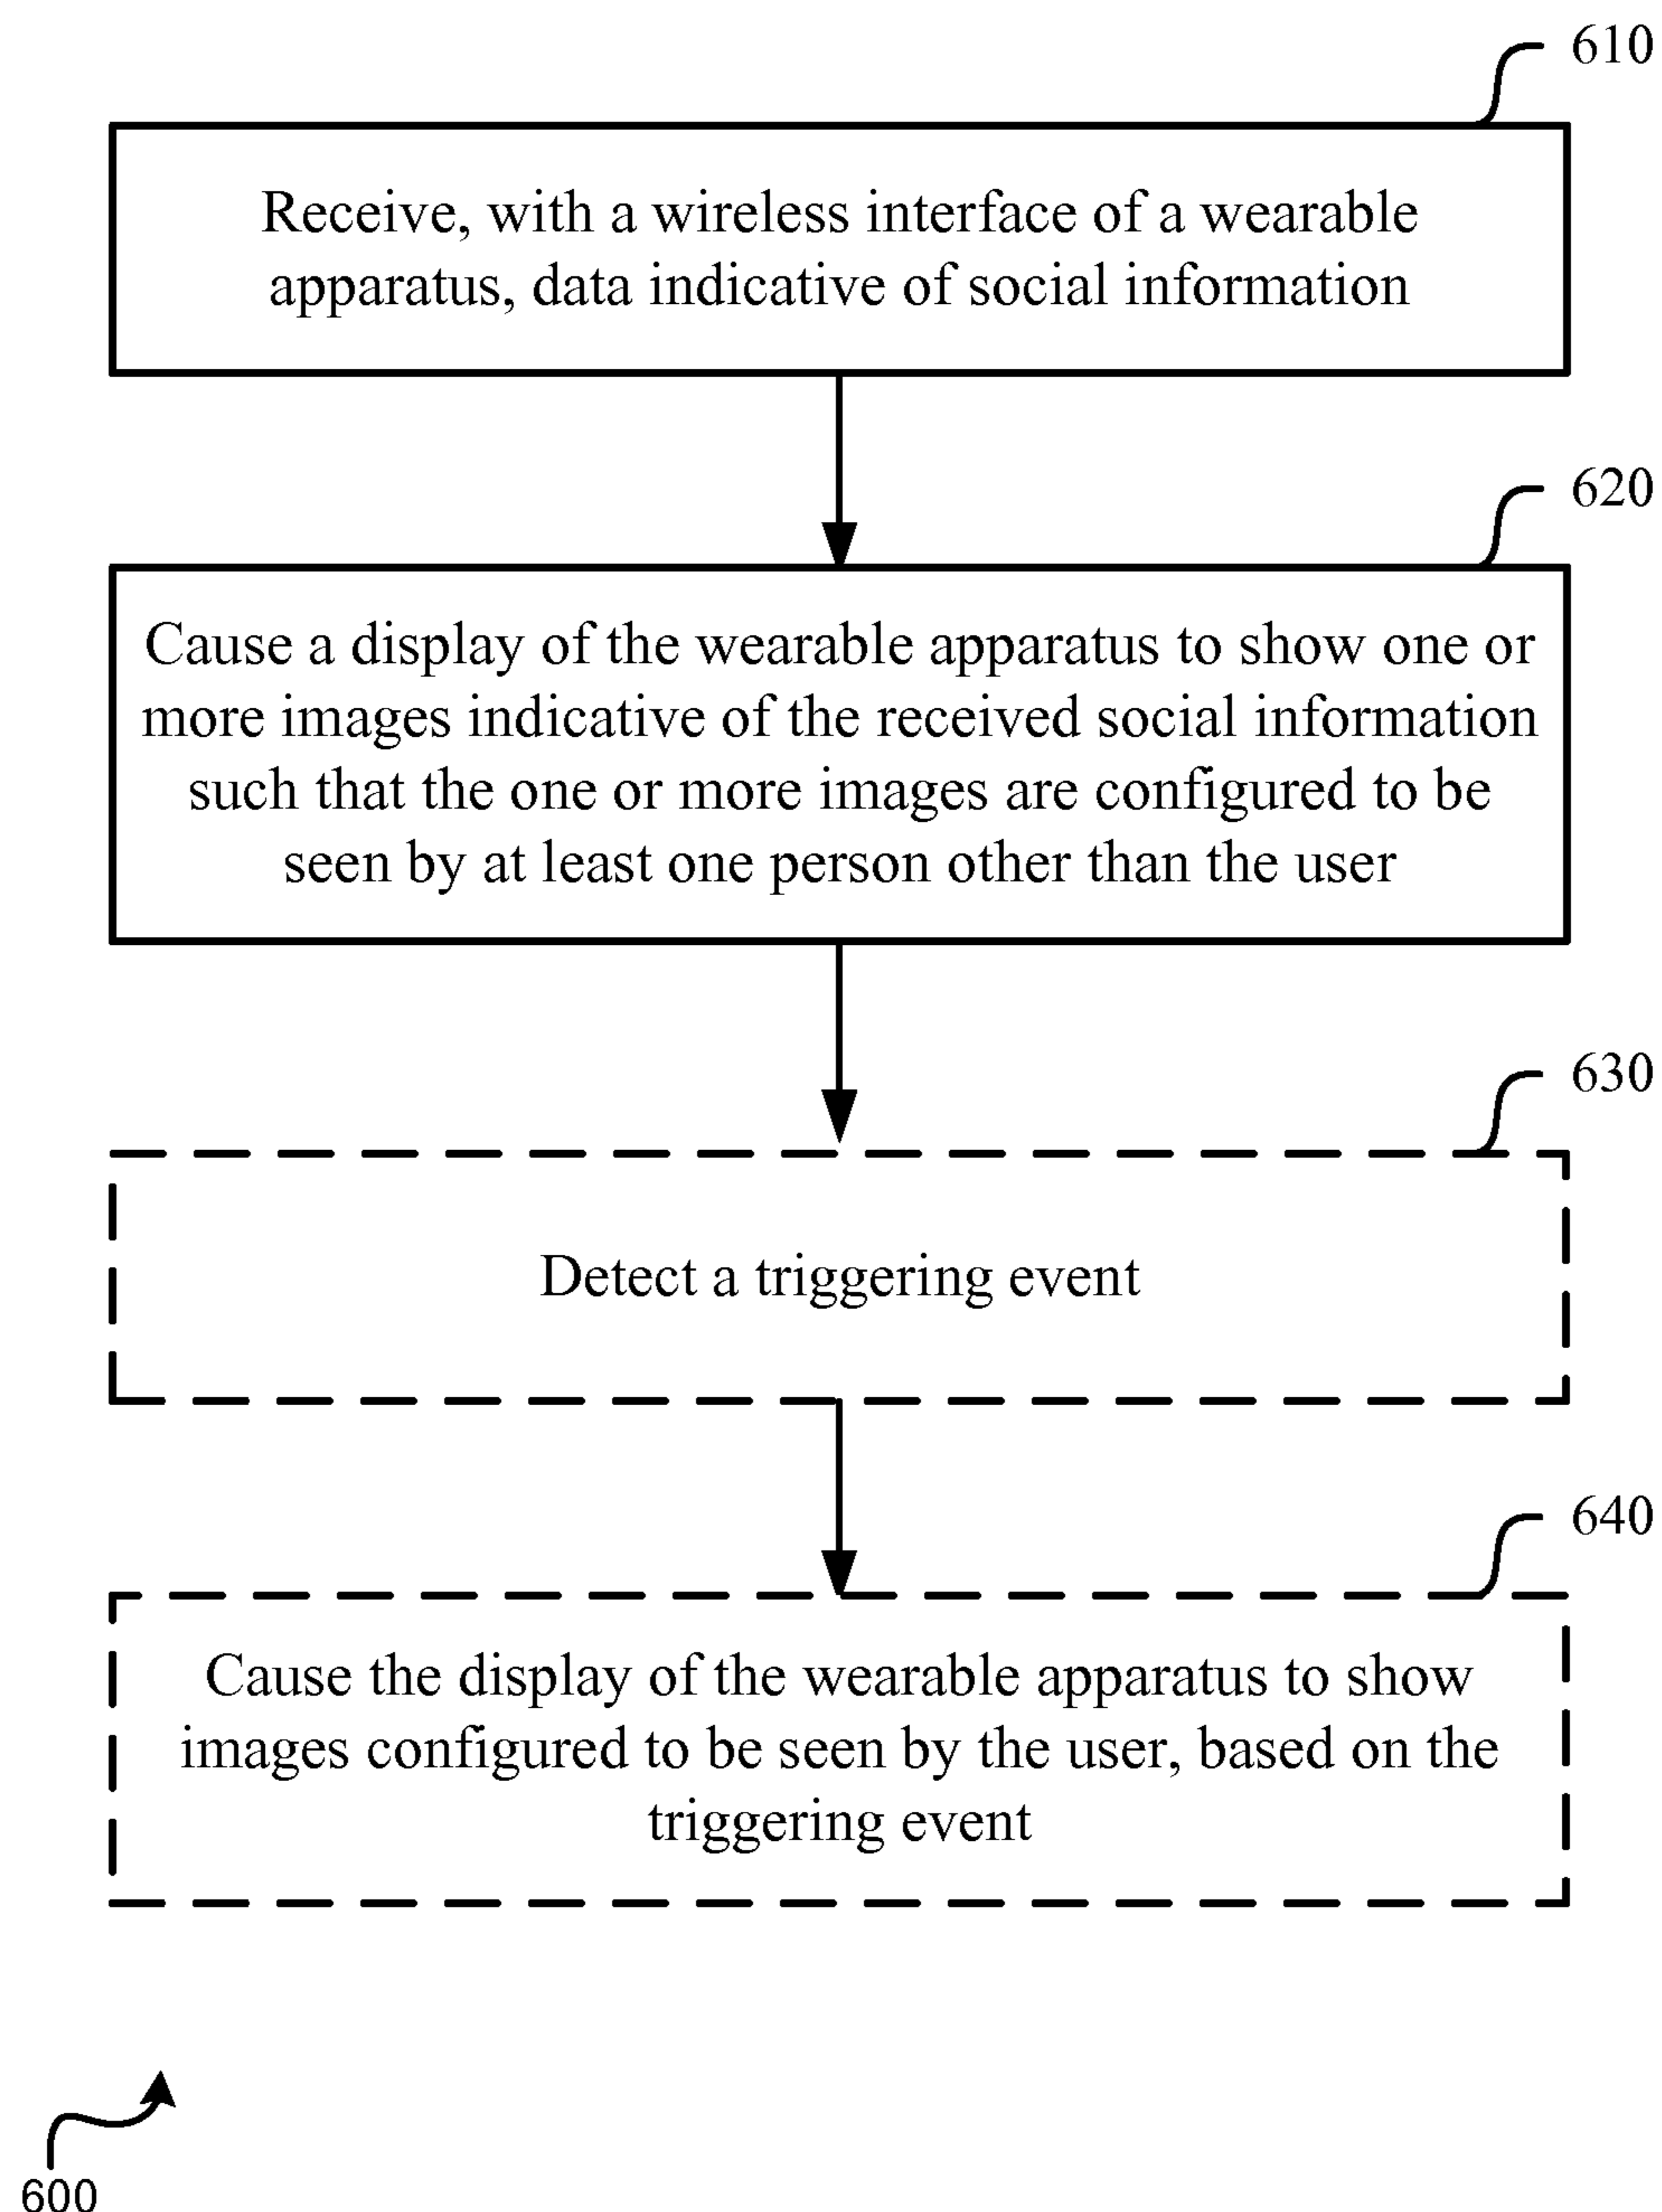 610
Receive, with a wireless interface of a wearable
apparatus, data indicative of social information
620
Cause a display of the wearable apparatus to show one or
more images indicative of the received social information
such that the one or more images are configured to be
seen by at least one person other than the user
630
Detect a triggering event
640
Cause the display of the wearable apparatus to show
images configured to be seen by the user, based on the
triggering event
600